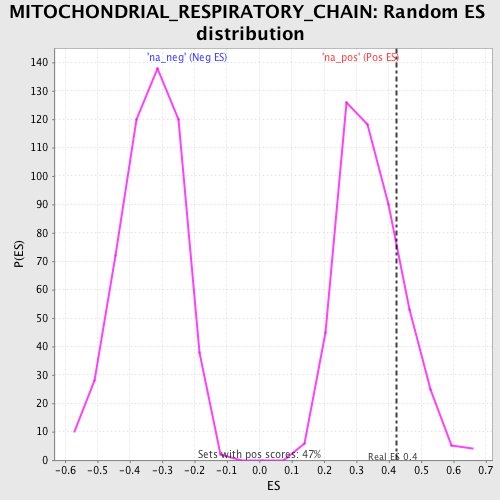 MITOCHONDRIAL_RESPIRATORY_CHAIN: Random ES
distribution
'na_neg' (Neg ES) 'na_pos' (Pos ES)
140
130
120
110
100
90
80
70
60
50
40
30
20
10
0
P(ES)
Sets with pos scores: 47%
Real ES 0.4
-0.6 -0.5 -0.4 -0.3 -0.2 -0.1 0.0 0.1 0.2 0.3 0.4 0.5 0.6 0.7
ES